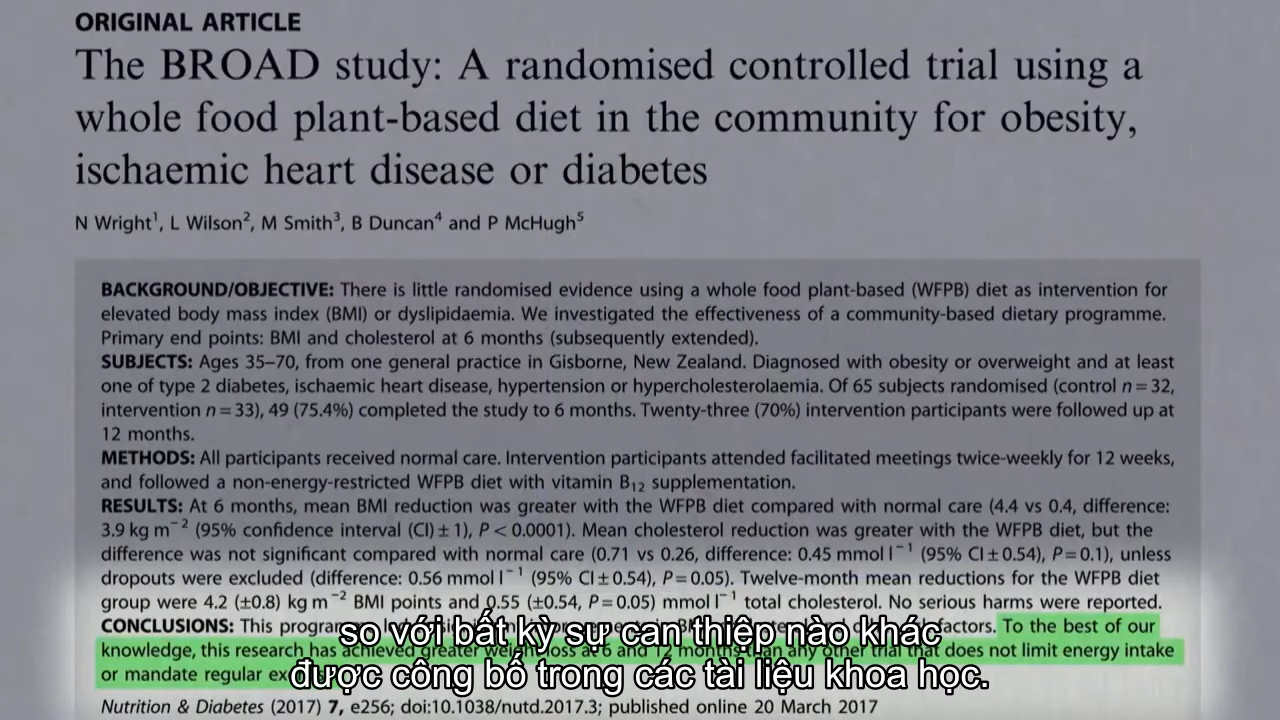 ORIGINAL ARTICLE
The BROAD study: A randomised controlled trial using a
whole food plant-based diet in the community for obesity,
ischaemic heart disease or diabetes
N Wright¹, L Wilson², M Smith³, B Duncan⁴ and P McHugh⁵
BACKGROUND/OBJECTIVE: There is little randomised evidence using a whole food plant-based (WFPB) diet as intervention for
elevated body mass index (BMI) or dyslipidaemia. We investigated the effectiveness of a community-based dietary programme.
Primary end points: BMI and cholesterol at 6 months (subsequently extended).
SUBJECTS: Ages 35–70, from one general practice in Gisborne, New Zealand. Diagnosed with obesity or overweight and at least
one of type 2 diabetes, ischaemic heart disease, hypertension or hypercholesterolaemia. Of 65 subjects randomised (control n = 32,
intervention n = 33), 49 (75.4%) completed the study to 6 months. Twenty-three (70%) intervention participants were followed up at
12 months.
METHODS: All participants received normal care. Intervention participants attended facilitated meetings twice-weekly for 12 weeks,
and followed a non-energy-restricted WFPB diet with vitamin B₁₂ supplementation.
RESULTS: At 6 months, mean BMI reduction was greater with the WFPB diet compared with normal care (4.4 vs 0.4, difference:
3.9 kg m⁻² (95% confidence interval (CI) ± 1), P < 0.0001). Mean cholesterol reduction was greater with the WFPB diet, but the
difference was not significant compared with normal care (0.71 vs 0.26, difference: 0.45 mmol l⁻¹ (95% CI ± 0.54), P = 0.1), unless
dropouts were excluded (difference: 0.56 mmol l⁻¹ (95% CI ± 0.54), P = 0.05). Twelve-month mean reductions for the WFPB diet
group were 4.2 (±0.8) kg m⁻² BMI points and 0.55 (±0.54, P = 0.05) mmol l⁻¹ total cholesterol. No serious harms were reported.
CONCLUSIONS: This factors. To the best of our
so với bất kỳ sự can thiệp nào khác
knowledge, this research has achieved greater weight loss at 6 and 12 months than any other trial that does not limit energy intake
or mandate regular
được công bố trong các tài liệu khoa học.
Nutrition & Diabetes (2017) 7, e256; doi:10.1038/nutd.2017.3; published online 20 March 2017